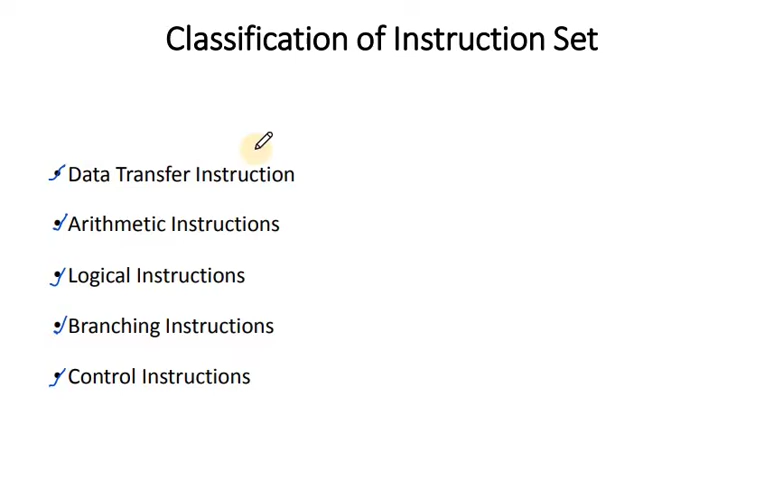 Classification of Instruction Set
• Data Transfer Instruction
• Arithmetic Instructions
• Logical Instructions
• Branching Instructions
• Control Instructions